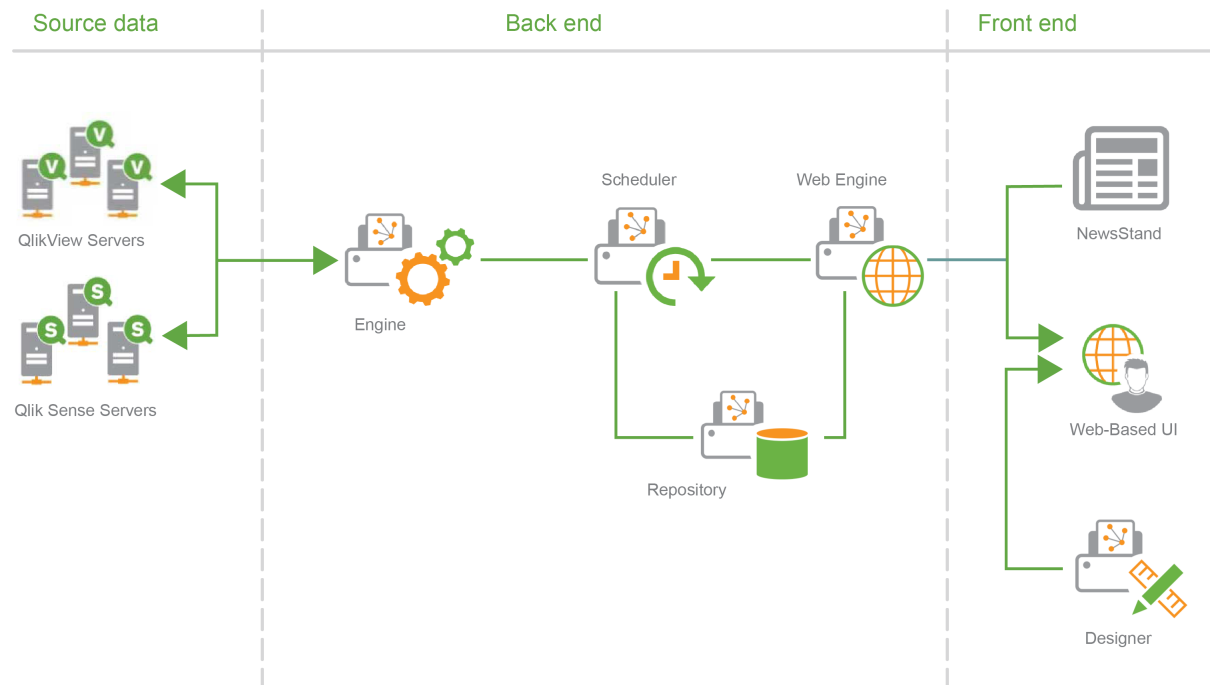 Source data
Back end
Front end
V
V
V
QlikView Servers
S
S
S
Qlik Sense Servers
Engine
Scheduler
Web Engine
Repository
NewsStand
Web-Based UI
Designer